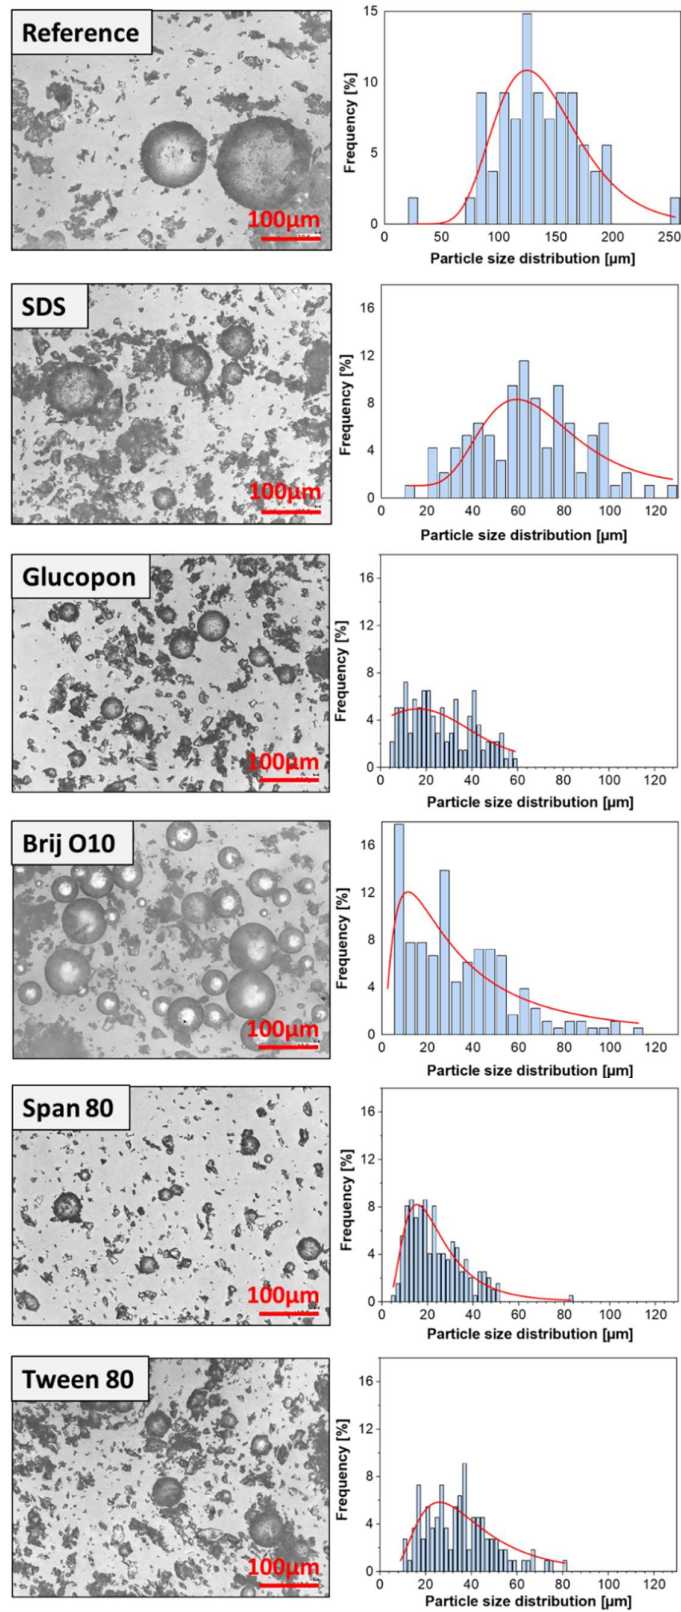 Reference
100µm
Frequency [%]
15
10
5
0
0 50 100 150 200 250
Particle size distribution [µm]
SDS
100µm
Frequency [%]
16
12
8
4
0
0 20 40 60 80 100 120
Particle size distribution [µm]
Glucopon
100µm
Frequency [%]
16
12
8
4
0
0 20 40 60 80 100 120
Particle size distribution [µm]
Brij O10
100µm
Frequency [%]
16
12
8
4
0
0 20 40 60 80 100 120
Particle size distribution [µm]
Span 80
100µm
Frequency [%]
16
12
8
4
0
0 20 40 60 80 100 120
Particle size distribution [µm]
Tween 80
100µm
Frequency [%]
16
12
8
4
0
0 20 40 60 80 100 120
Particle size distribution [µm]